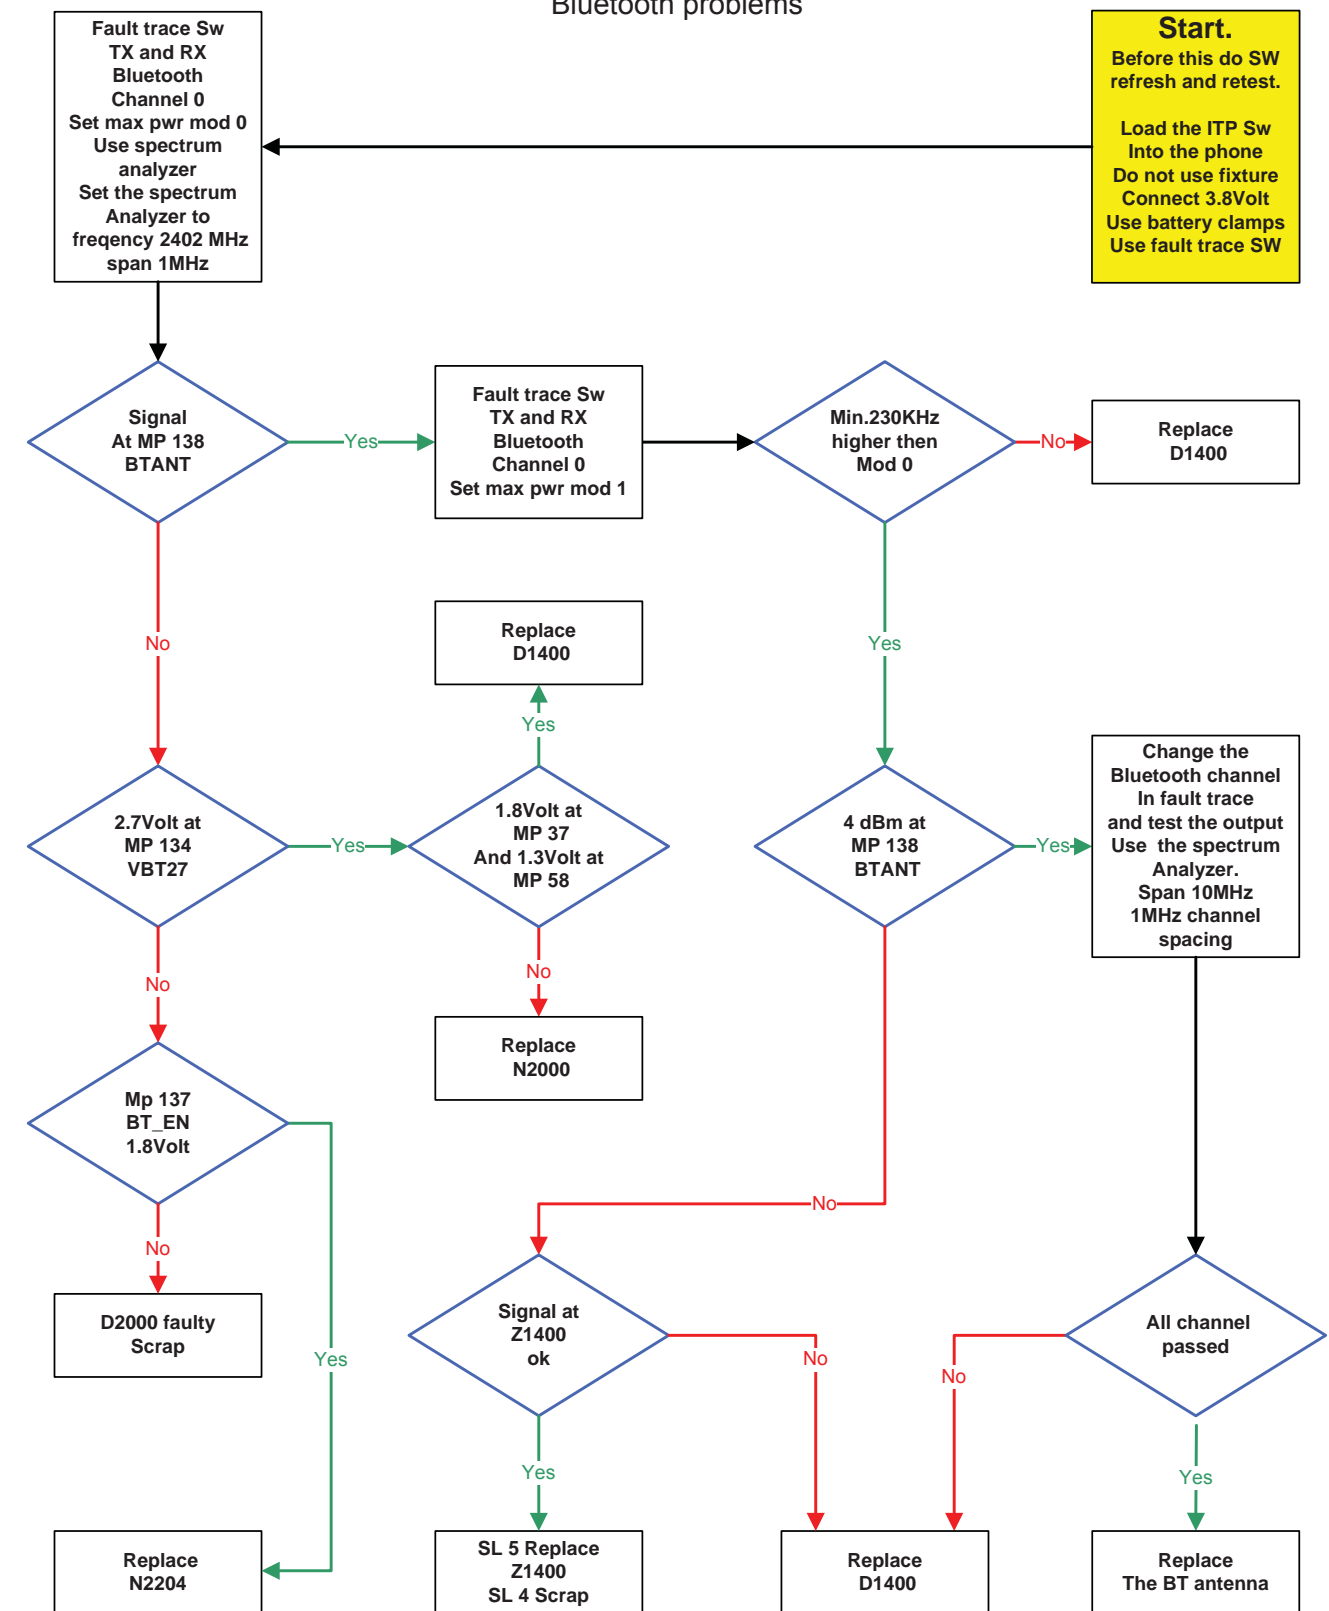 Bluetooth problems
Fault trace Sw
TX and RX
Bluetooth
Channel 0
Set max pwr mod 0
Use spectrum
analyzer
Set the spectrum
Analyzer to
freqency 2402 MHz
span 1MHz
Start.
Before this do SW
refresh and retest.
Load the ITP Sw
Into the phone
Do not use fixture
Connect 3.8Volt
Use battery clamps
Use fault trace SW
Signal
At MP 138
BTANT
Yes
Fault trace Sw
TX and RX
Bluetooth
Channel 0
Set max pwr mod 1
Min.230KHz
higher then
Mod 0
No
Replace
D1400
No
Replace
D1400
Yes
Yes
2.7Volt at
MP 134
VBT27
Yes
1.8Volt at
MP 37
And 1.3Volt at
MP 58
4 dBm at
MP 138
BTANT
Yes
Change the
Bluetooth channel
In fault trace
and test the output
Use the spectrum
Analyzer.
Span 10MHz
1MHz channel
spacing
No
No
Replace
N2000
Mp 137
BT_EN
1.8Volt
No
No
D2000 faulty
Scrap
Yes
Signal at
Z1400
ok
No
All channel
passed
No
Yes
Yes
Replace
N2204
SL 5 Replace
Z1400
SL 4 Scrap
Replace
D1400
Replace
The BT antenna